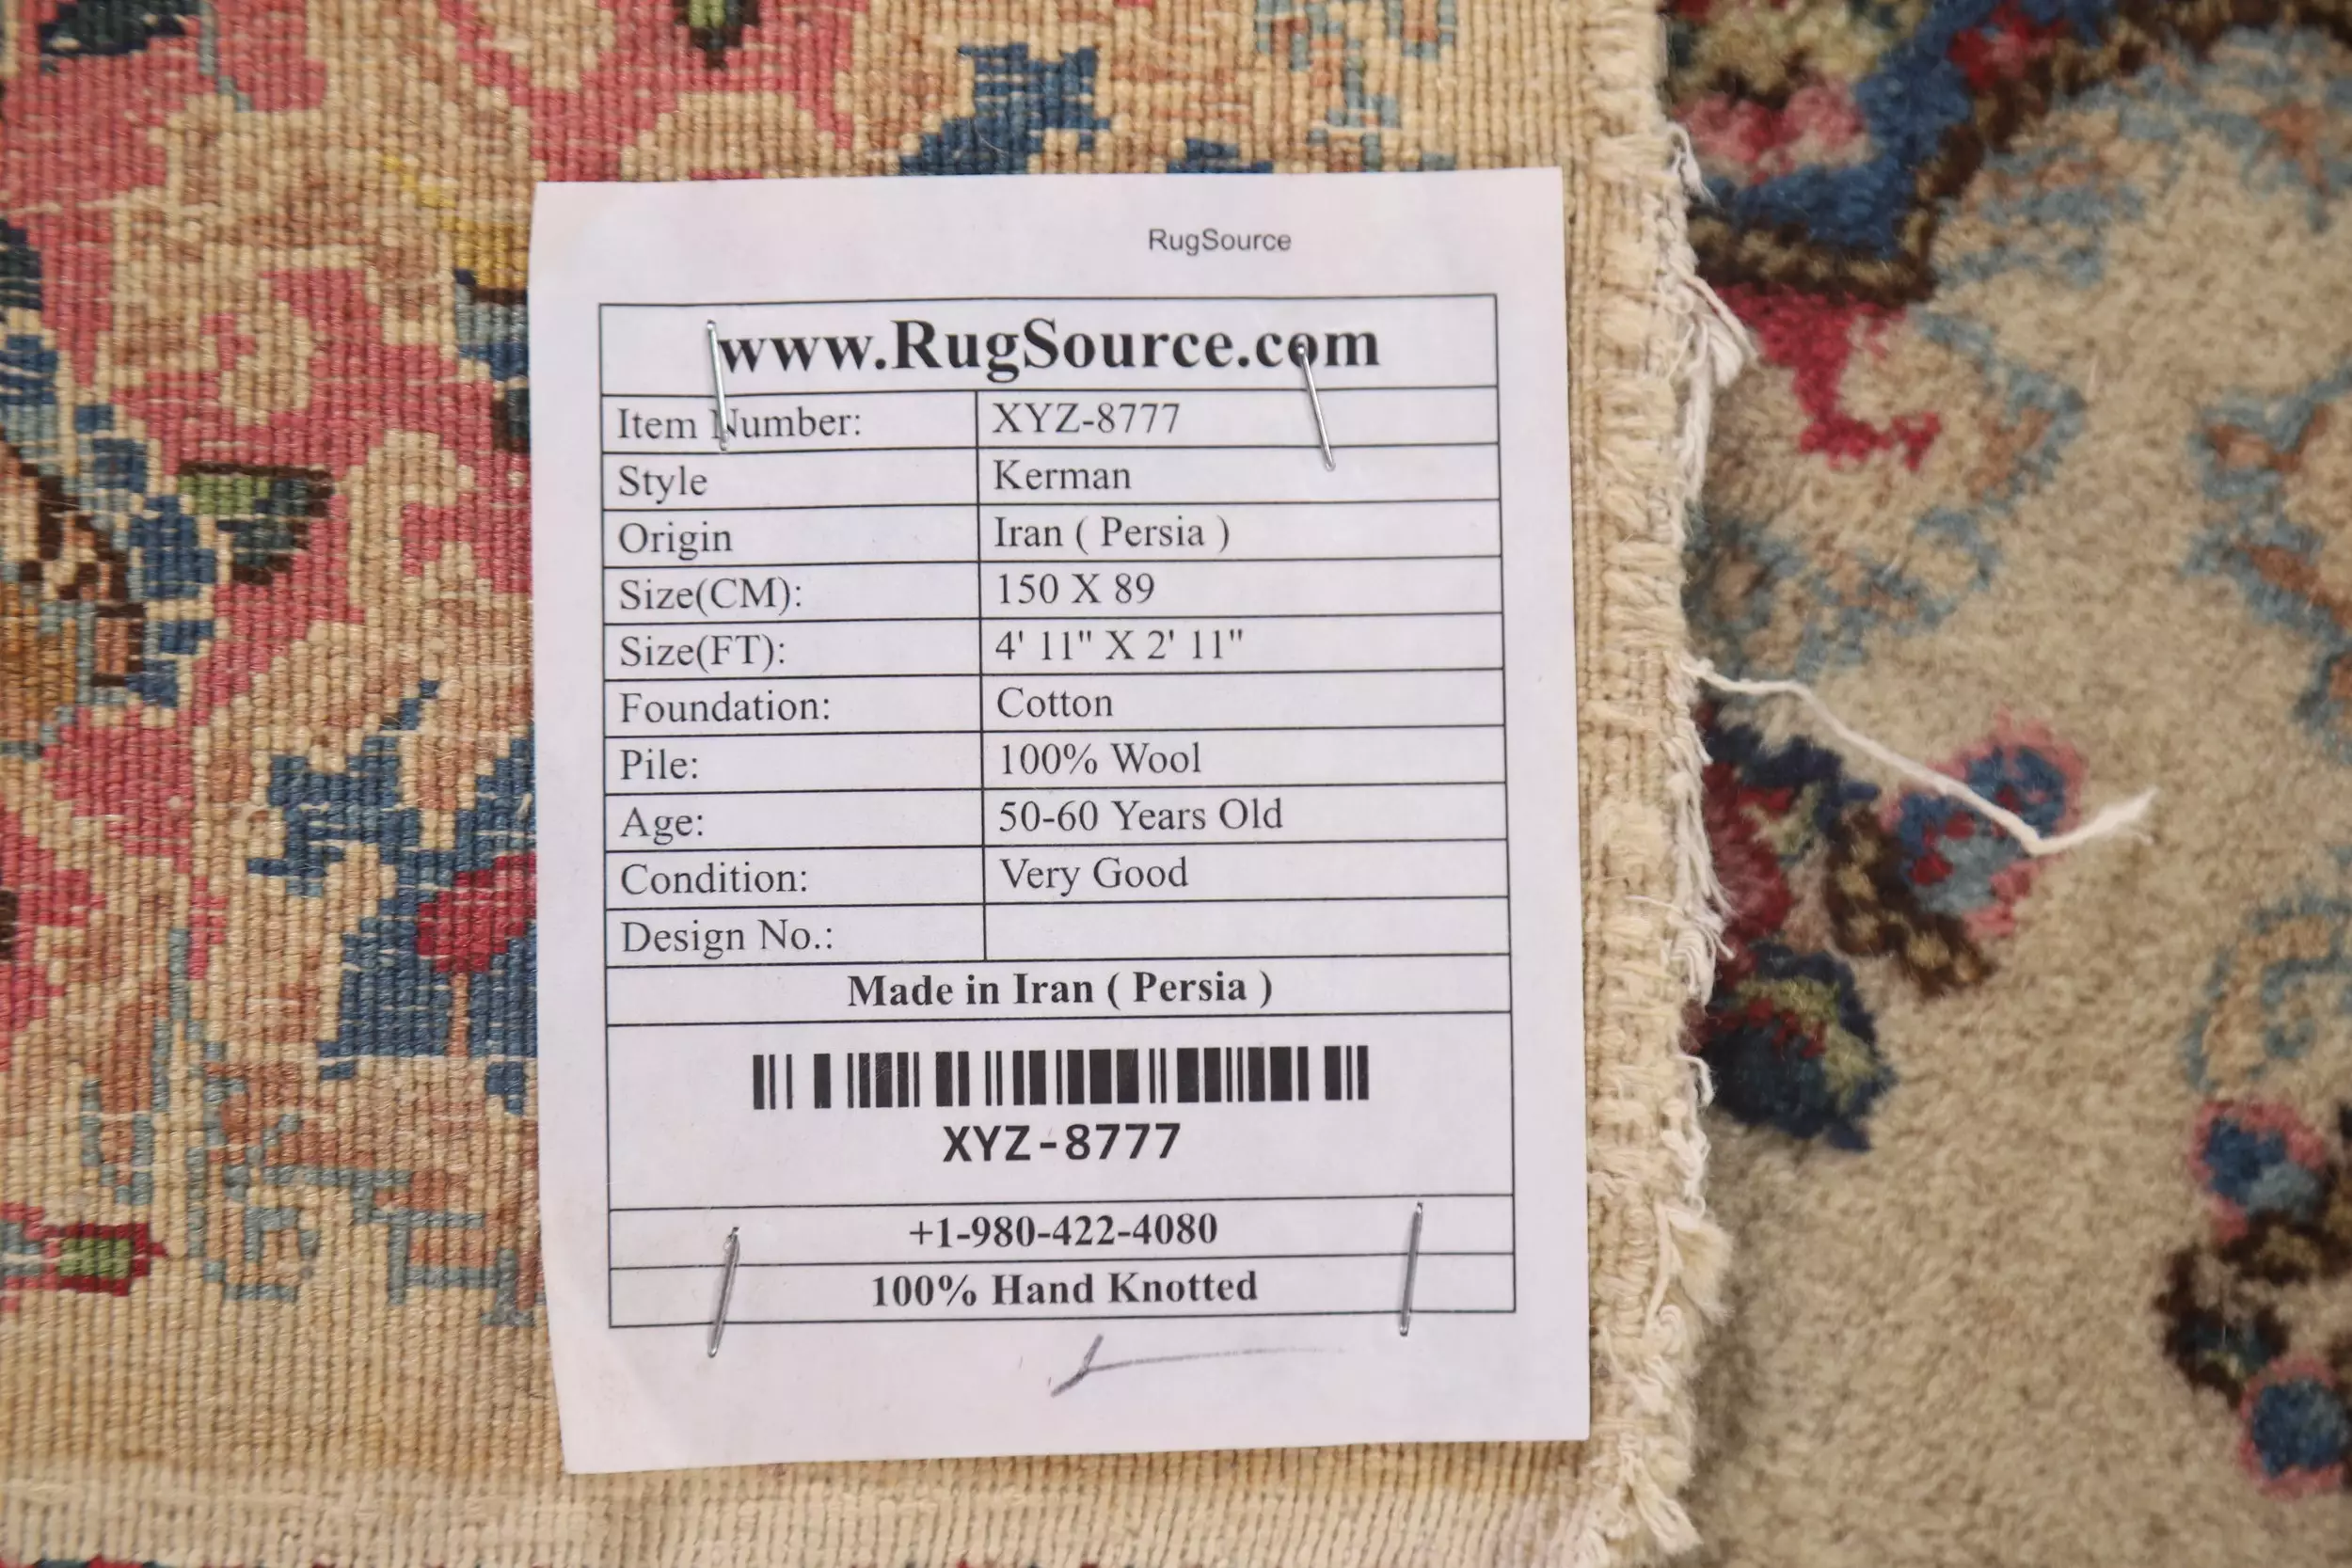 RugSource
www.RugSource.com
Item Number: XYZ-8777
Style Kerman
Origin Iran ( Persia )
Size(CM): 150 X 89
Size(FT): 4' 11" X 2' 11"
Foundation: Cotton
Pile: 100% Wool
Age: 50-60 Years Old
Condition: Very Good
Design No.:
Made in Iran ( Persia )
XYZ-8777
+1-980-422-4080
100% Hand Knotted